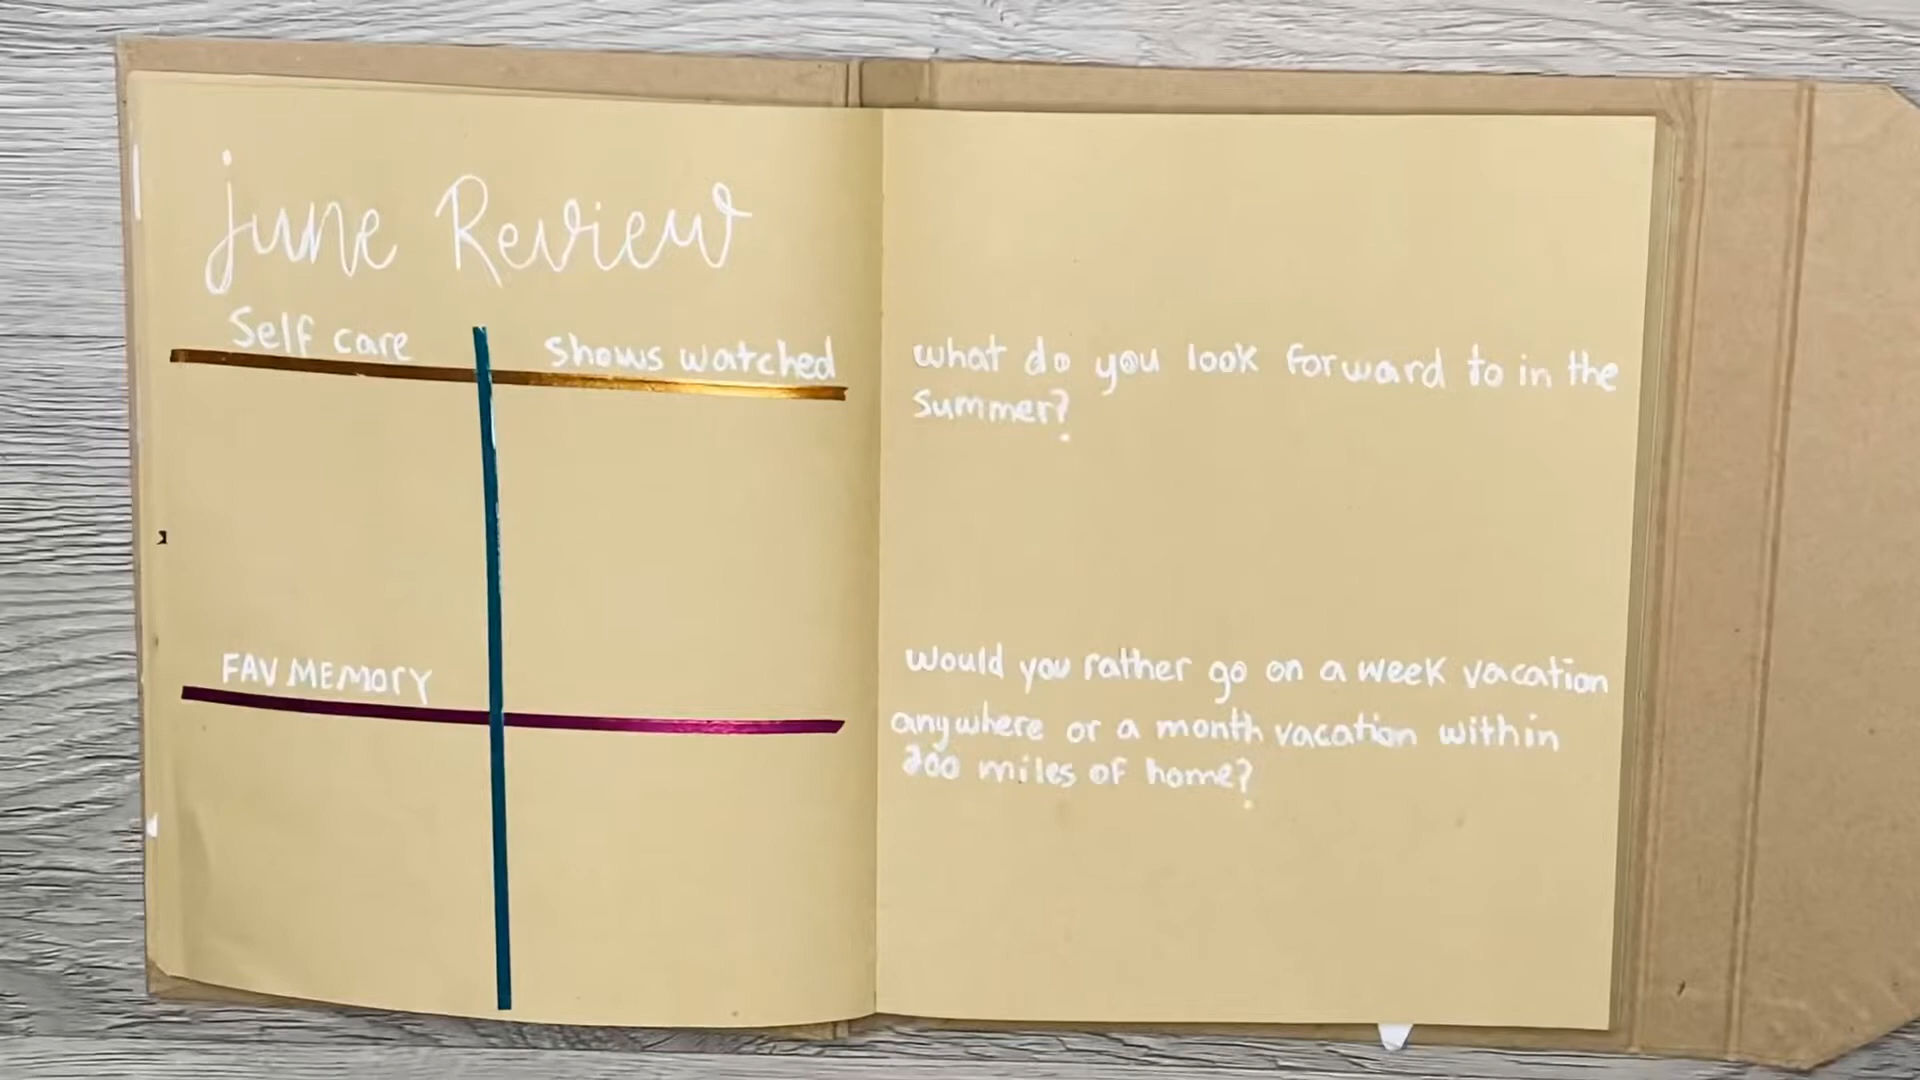 june Review
Self care
shows watched
FAV MEMORY
what do you look forward to in the
summer?
would you rather go on a week vacation
anywhere or a month vacation within
200 miles of home?